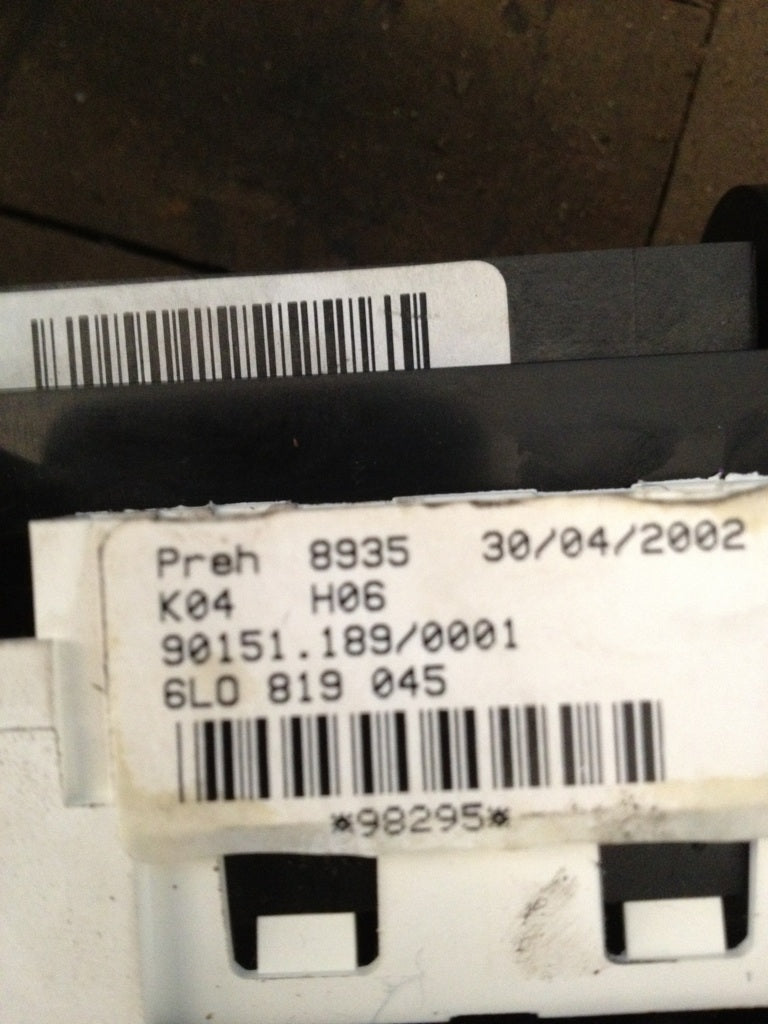 Preh 8935 30/04/2002
K04 H06
90151.189/0001
6L0 819 045
*98295*